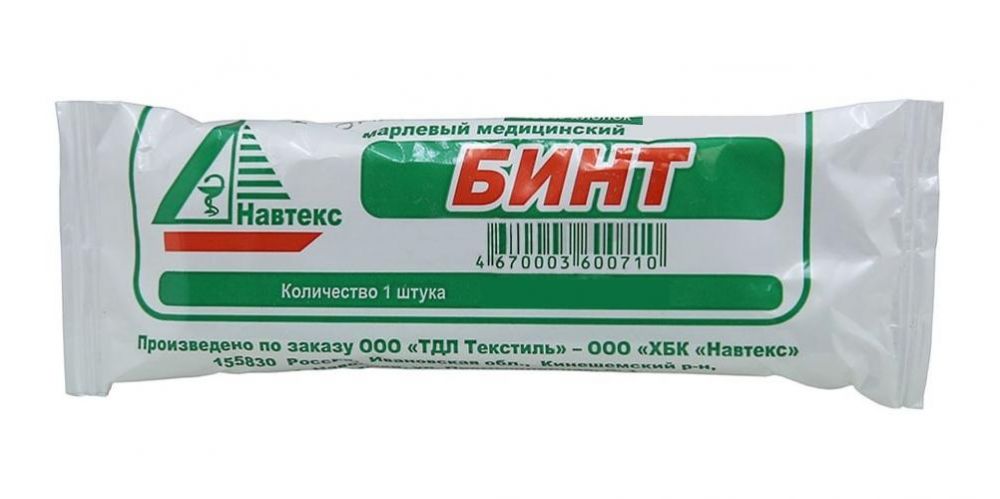 марлевый медицинский
БИНТ
Навтекс
4 670003 600710
Количество 1 штука
Произведено по заказу ООО «ТДЛ Текстиль» – ООО «ХБК «Навтекс»
155830 Ивановская обл., Кинешемский р-н,